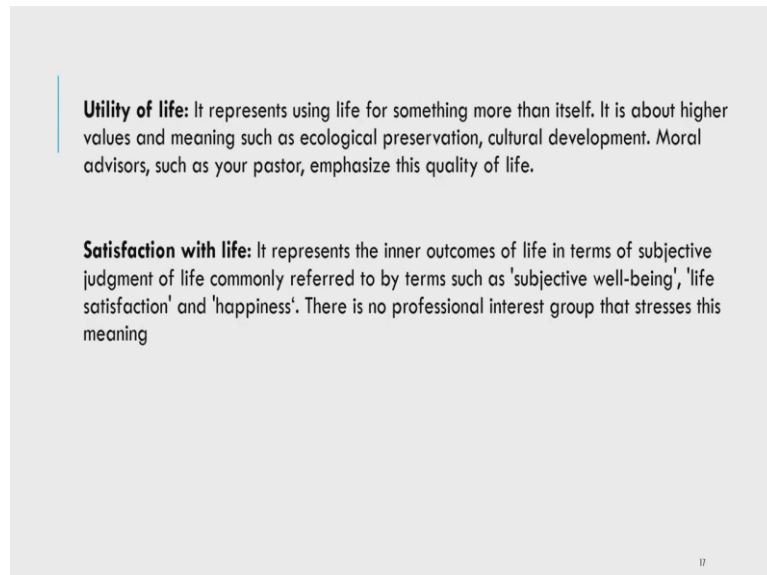 Utility of life: It represents using life for something more than itself. It is about higher
values and meaning such as ecological preservation, cultural development. Moral
advisors, such as your pastor, emphasize this quality of life.
Satisfaction with life: It represents the inner outcomes of life in terms of subjective
judgment of life commonly referred to by terms such as 'subjective well-being', 'life
satisfaction' and 'happiness‘. There is no professional interest group that stresses this
meaning
17